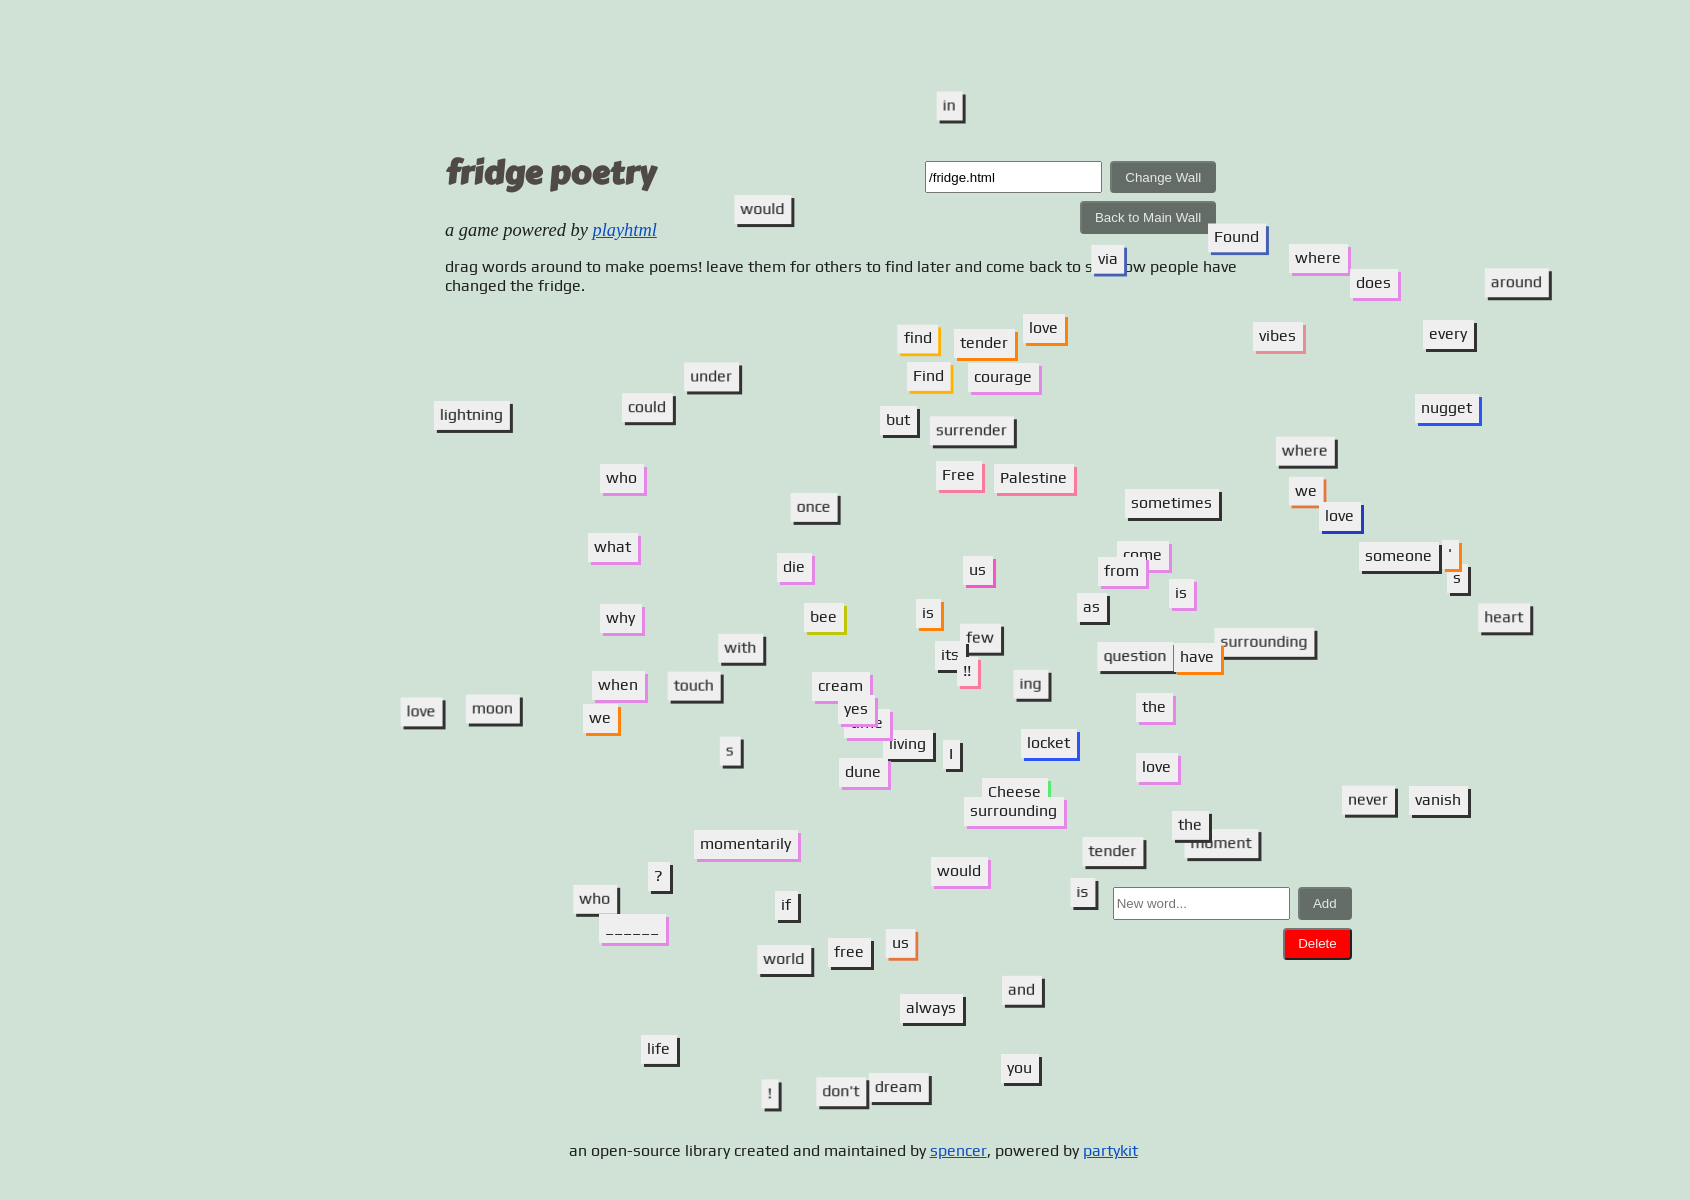 in
fridge poetry
/fridge.html
Change Wall
would
Back to Main Wall
a game powered by playhtml
Found
via
where
drag words around to make poems! leave them for others to find later and come back to s ow people have
changed the fridge.
does
around
find
tender
love
vibes
every
under
Find
courage
lightning
could
but
surrender
nugget
where
who
Free
Palestine
we
once
sometimes
love
what
die
us
come
from
someone
'
s
is
as
why
bee
is
heart
with
few
its
!!
question
have
surrounding
when
touch
cream
ing
love
moon
we
yes
the
s
living
I
locket
dune
love
Cheese
surrounding
never
vanish
momentarily
the
moment
tender
?
would
who
______
if
is
New word...
Add
world
free
us
Delete
always
and
life
you
!
don't
dream
an open-source library created and maintained by spencer, powered by partykit